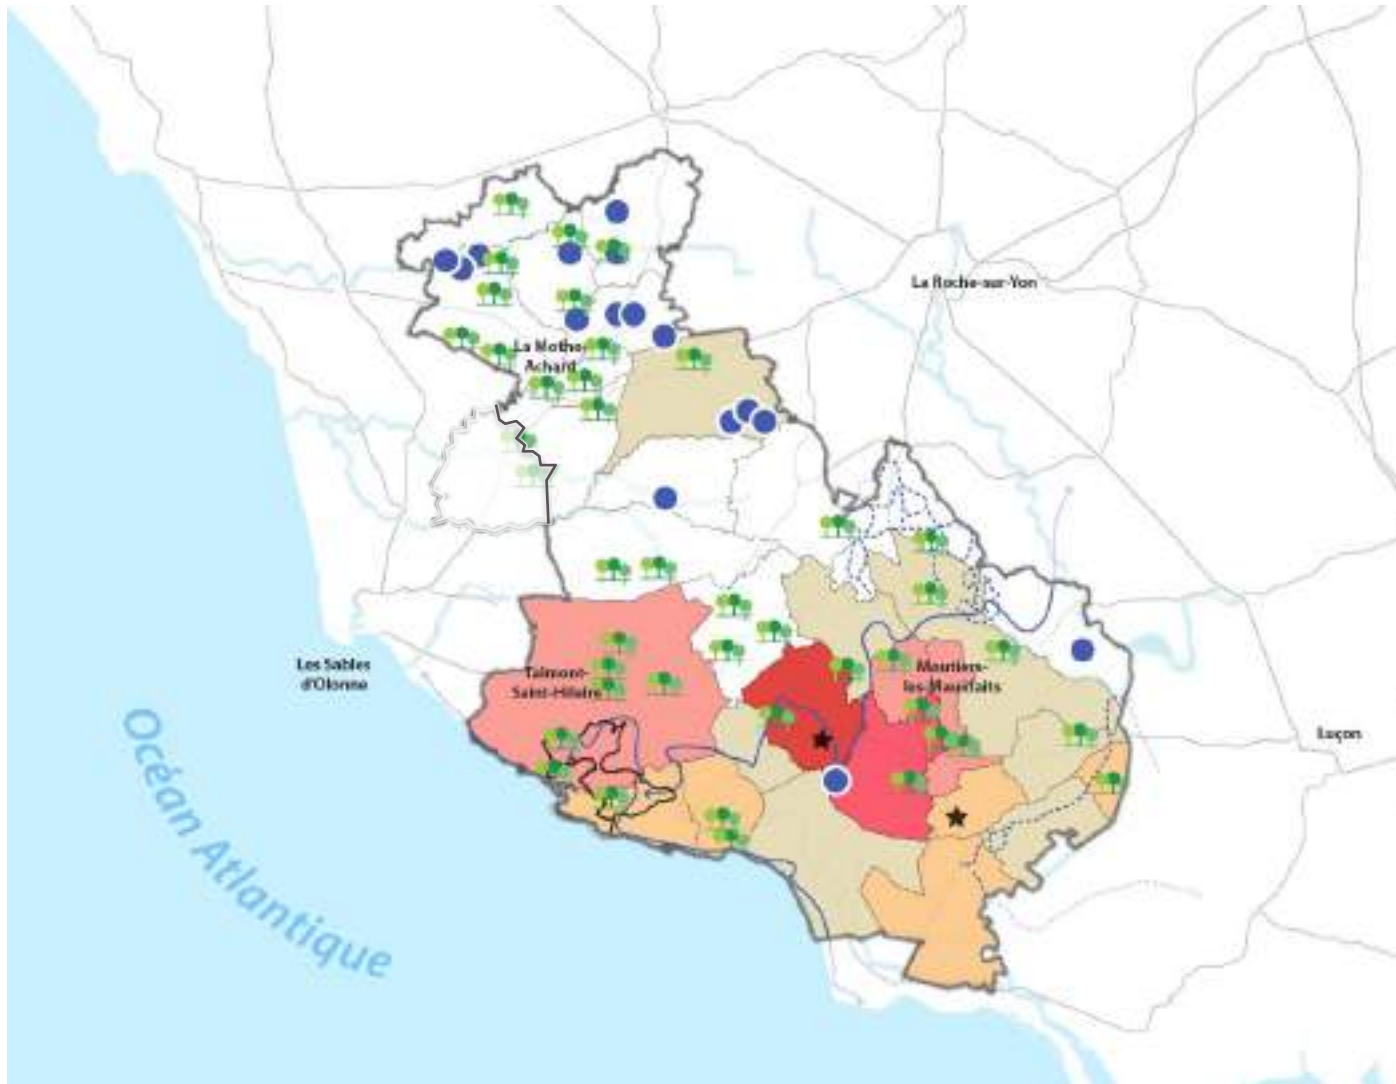 La Roche-sur-Yon
La Mothe-
Achard
Les Sables
d'Olonne
Talmont-
Saint-Hilaire
Moutiers-
les-Mauxfaits
Luçon
Océan Atlantique